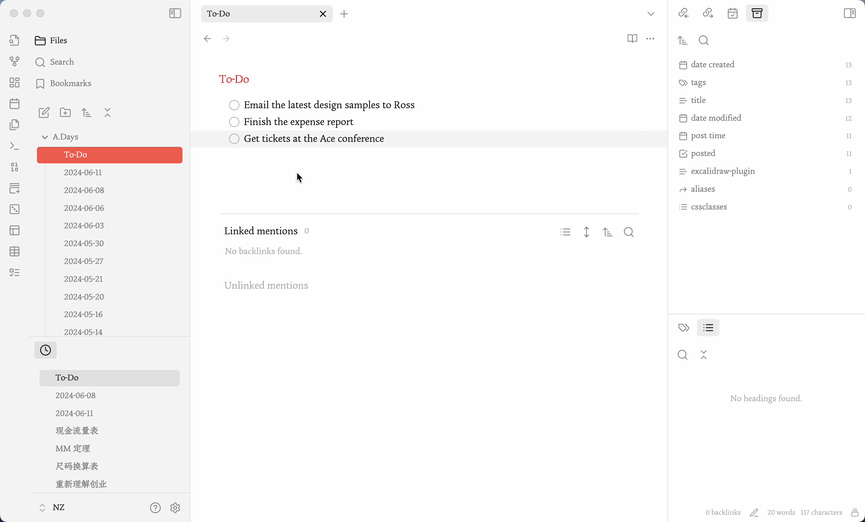 To-Do
Files
Search
Bookmarks
A.Days
To-Do
2024-06-11
2024-06-08
2024-06-06
2024-06-03
2024-05-30
2024-05-27
2024-05-21
2024-05-20
2024-05-16
2024-05-14
To-Do
2024-06-08
2024-06-11
现金流量表
MM 定理
尺码换算表
重新理解创业
NZ
To-Do
Email the latest design samples to Ross
Finish the expense report
Get tickets at the Ace conference
Linked mentions 0
No backlinks found.
Unlinked mentions
date created 13
tags 13
title 13
date modified 12
post time 11
posted 11
excalidraw-plugin 1
aliases 0
cssclasses 0
No headings found.
0 backlinks 20 words 117 characters